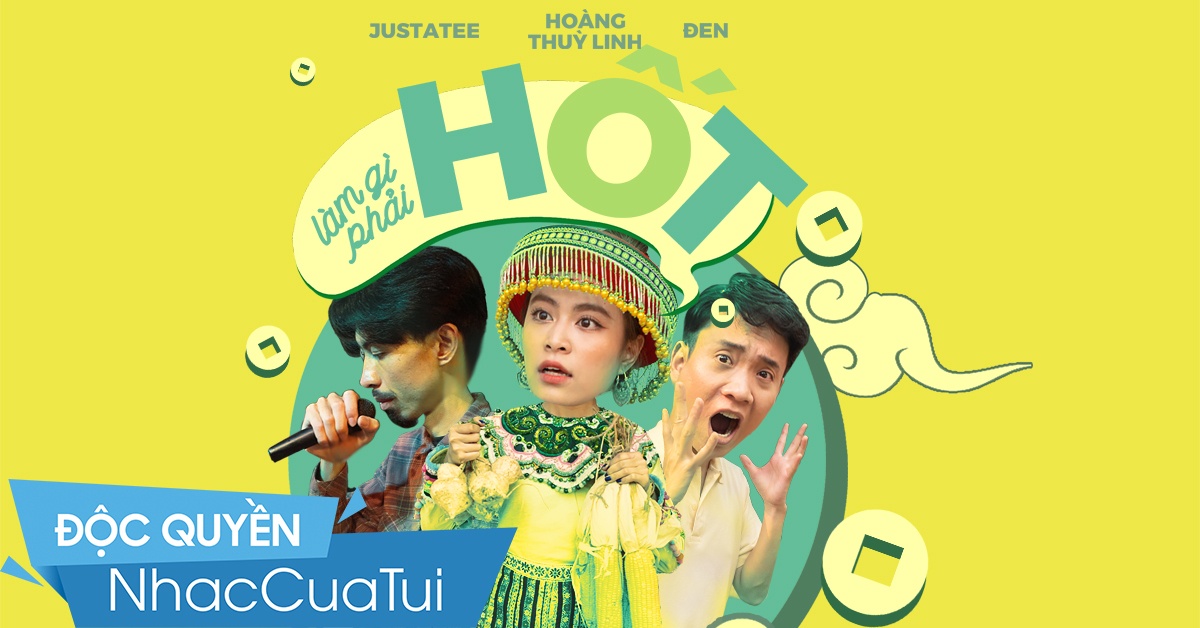 JUSTATEE
HOÀNG
THUỲ LINH
ĐEN
làm gì
phải
HỐT
ĐỘC QUYỀN
NhacCuaTui